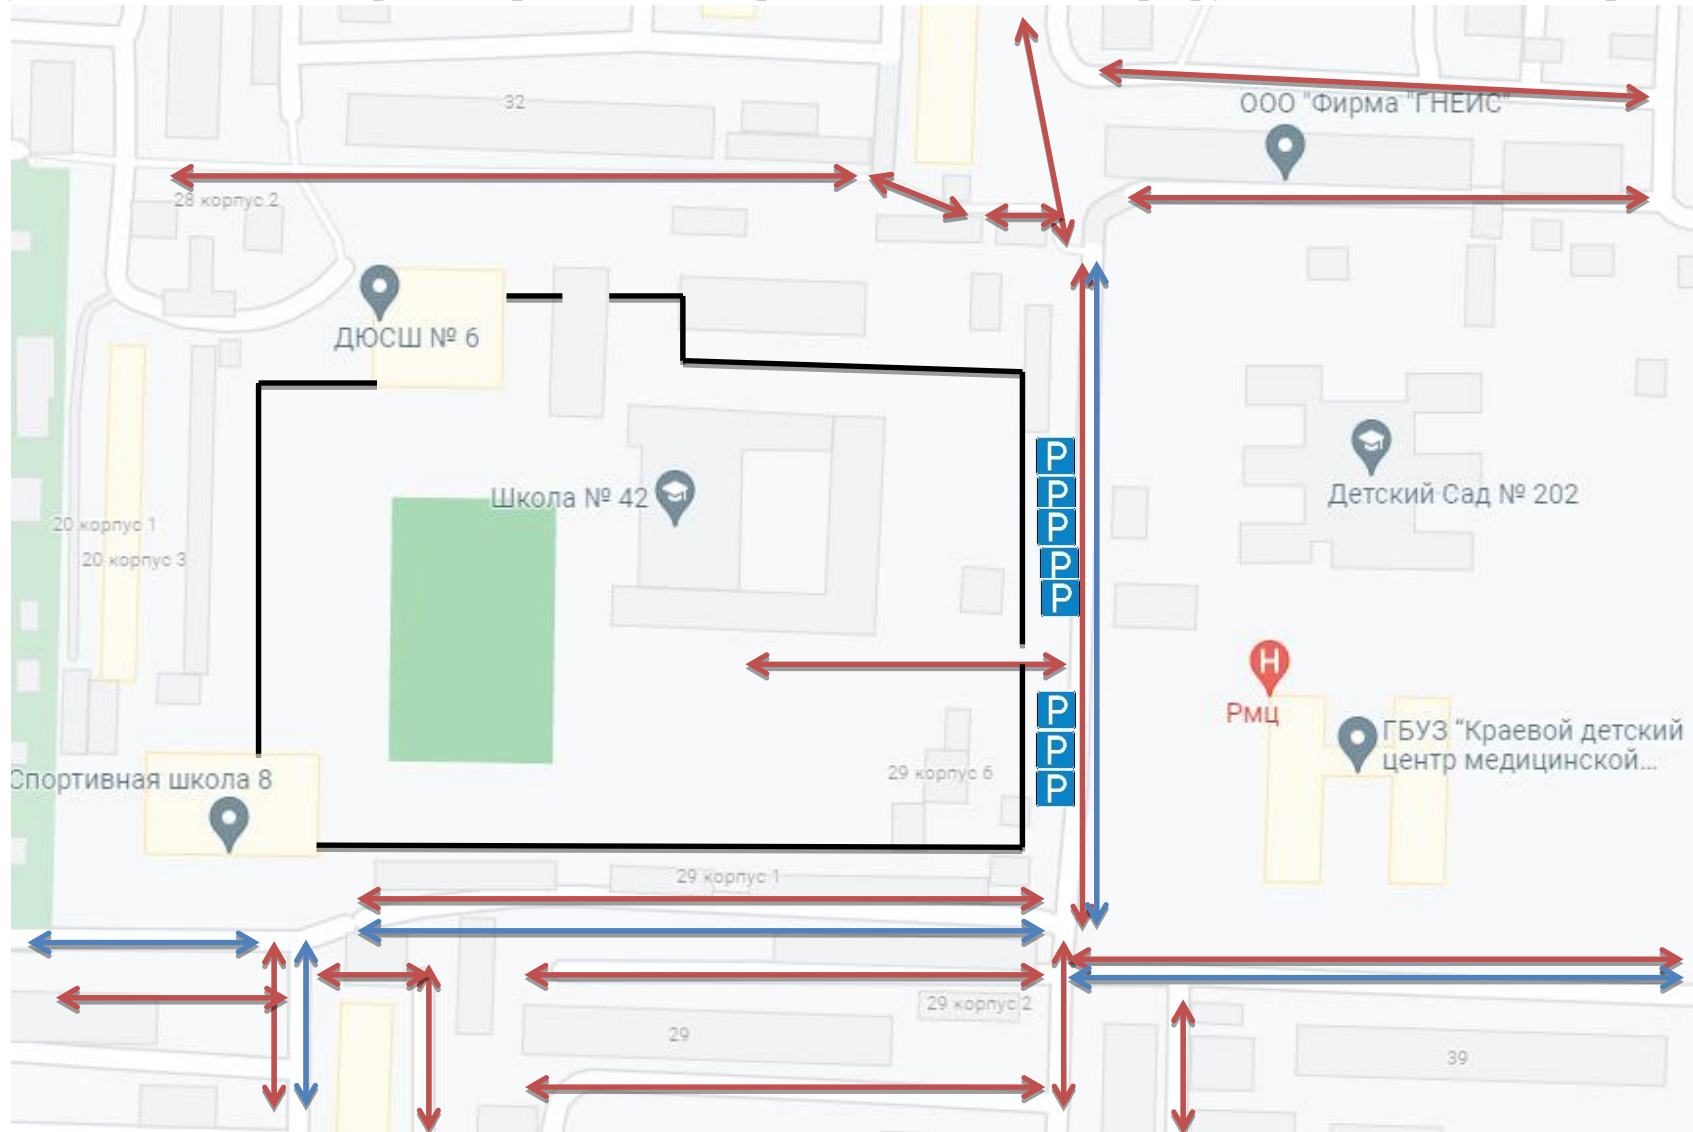 32
ООО "Фирма "ГНЕИС"
28 корпус 2
ДЮСШ № 6
Школа № 42
Детский Сад № 202
20 корпус 1
20 корпус 3
P
P
P
P
P
H
Рмц
P
P
P
ГБУЗ "Краевой детский
центр медицинской...
Спортивная школа 8
29 корпус 6
29 корпус 1
29 корпус 2
29
39